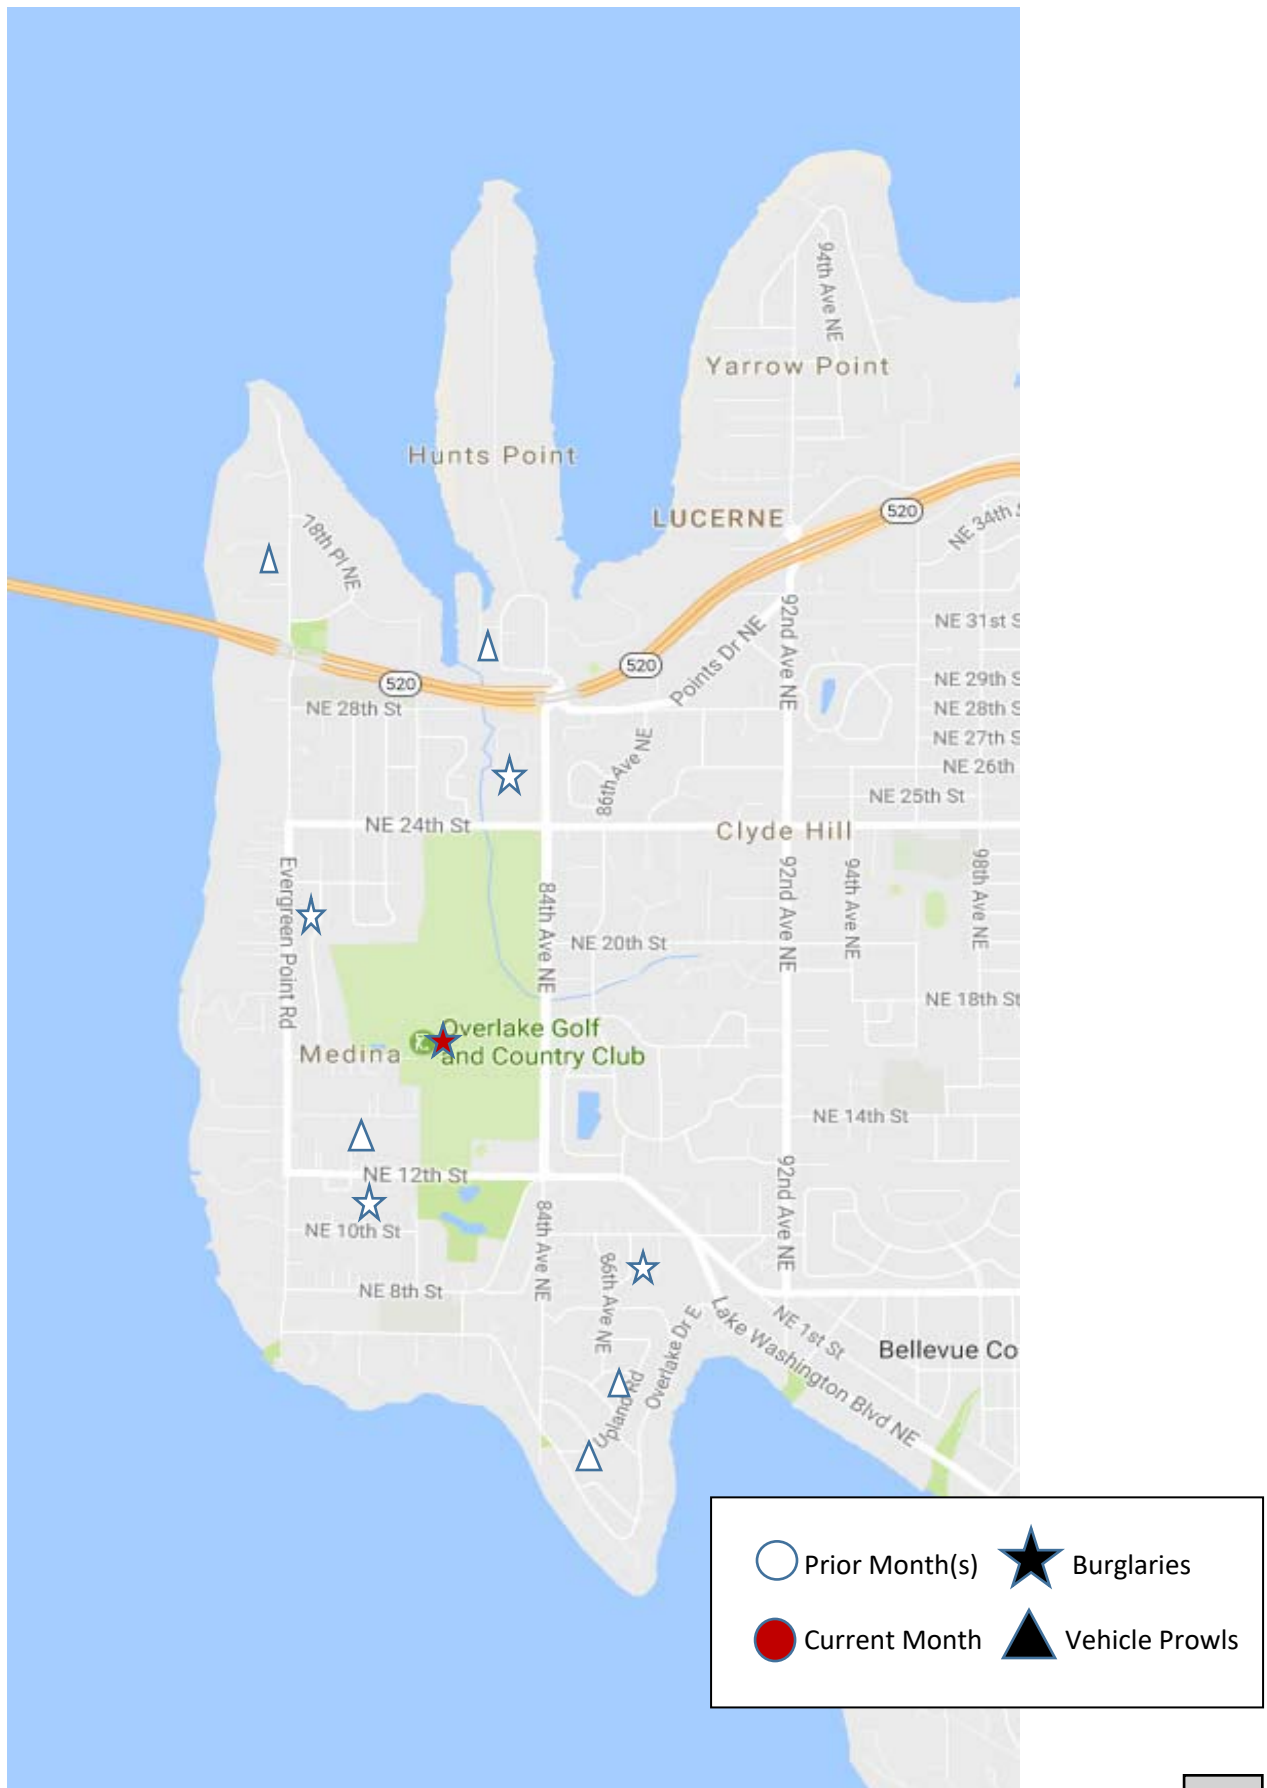 94th Ave NE
Yarrow Point
Hunts Point
LUCERNE
520
NE 34th
78th Pl NE
92nd Ave NE
NE 31st S
Points Dr NE
520
520
NE 29th S
NE 28th St
NE 28th S
86th Ave NE
NE 27th S
NE 26th
NE 25th St
NE 24th St
Clyde Hill
Evergreen Point Rd
84th Ave NE
92nd Ave NE
94th Ave NE
98th Ave NE
NE 20th St
NE 18th St
Overlake Golf
and Country Club
Medina
NE 14th St
NE 12th St
92nd Ave NE
84th Ave NE
NE 10th St
86th Ave NE
NE 8th St
Overlake Dr E
Lake Washington Blvd NE
NE 1st St
Bellevue Co
Upland Rd
Prior Month(s)
Burglaries
Current Month
Vehicle Prowls